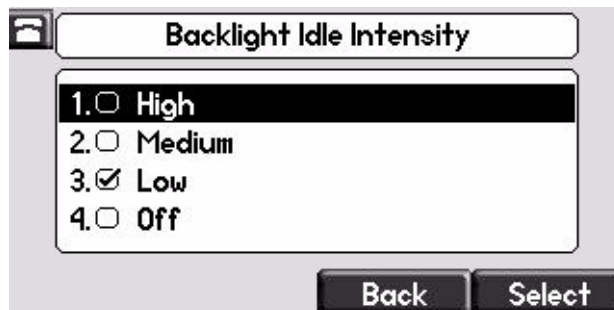 Backlight Idle Intensity
1. High
2. Medium
3. Low
4. Off
Back Select